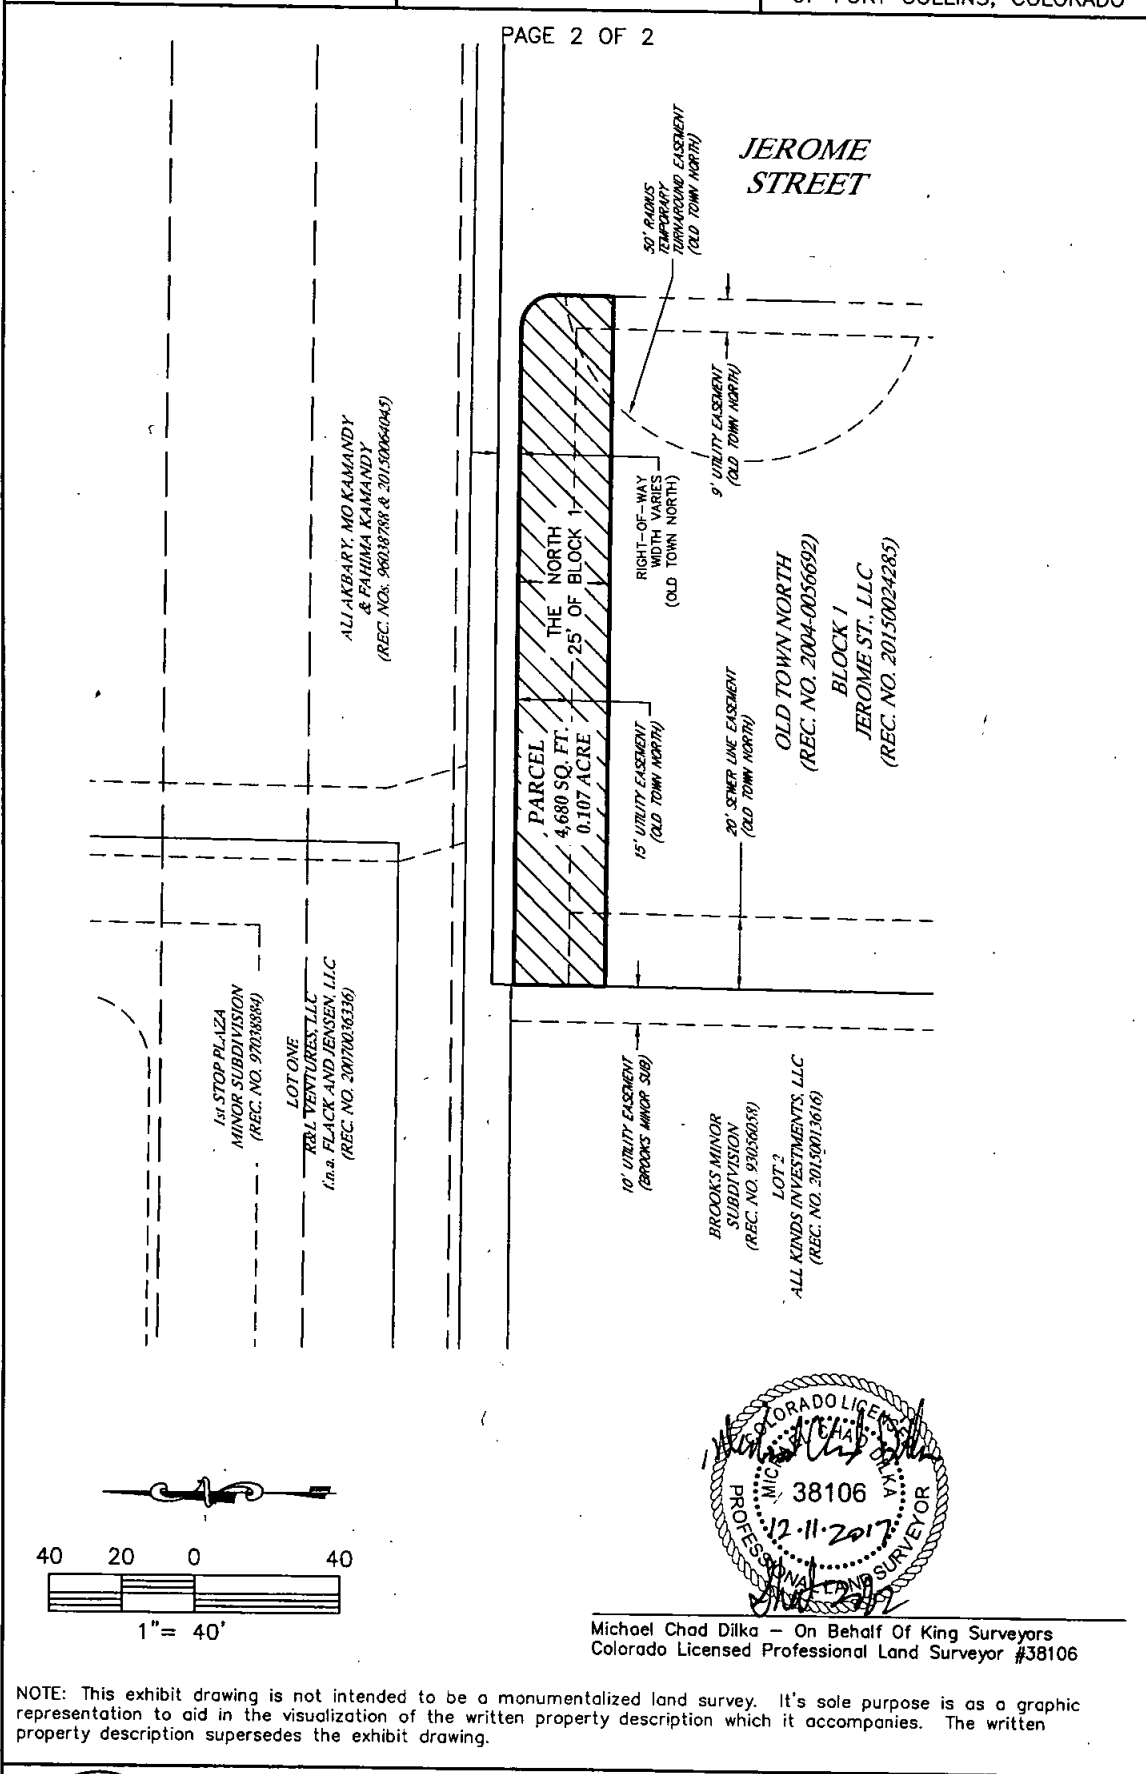 OF FORT COLLINS, COLORADO
PAGE 2 OF 2
JEROME
STREET
50' RADIUS
TEMPORARY
TURNAROUND EASEMENT
(OLD TOWN NORTH)
9' UTILITY EASEMENT
(OLD TOWN NORTH)
ALI AKBARY, MO KAMANDY
& FAHIMA KAMANDY
(REC. NOs. 96038798 & 20150064045)
RIGHT-OF-WAY
WIDTH VARIES
(OLD TOWN NORTH)
THE NORTH
25' OF BLOCK 1
OLD TOWN NORTH
(REC. NO. 2004-0056692)
BLOCK 1
JEROME ST., LLC
(REC. NO. 20150024285)
PARCEL
4,680 SQ. FT.
0.107 ACRE
15' UTILITY EASEMENT
(OLD TOWN NORTH)
20' SEWER LINE EASEMENT
(OLD TOWN NORTH)
1st STOP PLAZA
MINOR SUBDIVISION
(REC. NO. 97038884)
LOT ONE
R&L VENTURES, LLC
f.n.a. FLACK AND JENSEN, LLC
(REC. NO. 20070036336)
10' UTILITY EASEMENT
(BROOKS MINOR SUB)
BROOKS MINOR
SUBDIVISION
(REC. NO. 93056058)
LOT 2
ALL KINDS INVESTMENTS, LLC
(REC. NO. 20150013616)
COLORADO LICENSED
MICHAEL CHAD DILKA
38106
12-11-2017
PROFESSIONAL LAND SURVEYOR
40 20 0 40
1"= 40'
Michael Chad Dilka – On Behalf Of King Surveyors
Colorado Licensed Professional Land Surveyor #38106
NOTE: This exhibit drawing is not intended to be a monumentalized land survey. It's sole purpose is as a graphic
representation to aid in the visualization of the written property description which it accompanies. The written
property description supersedes the exhibit drawing.